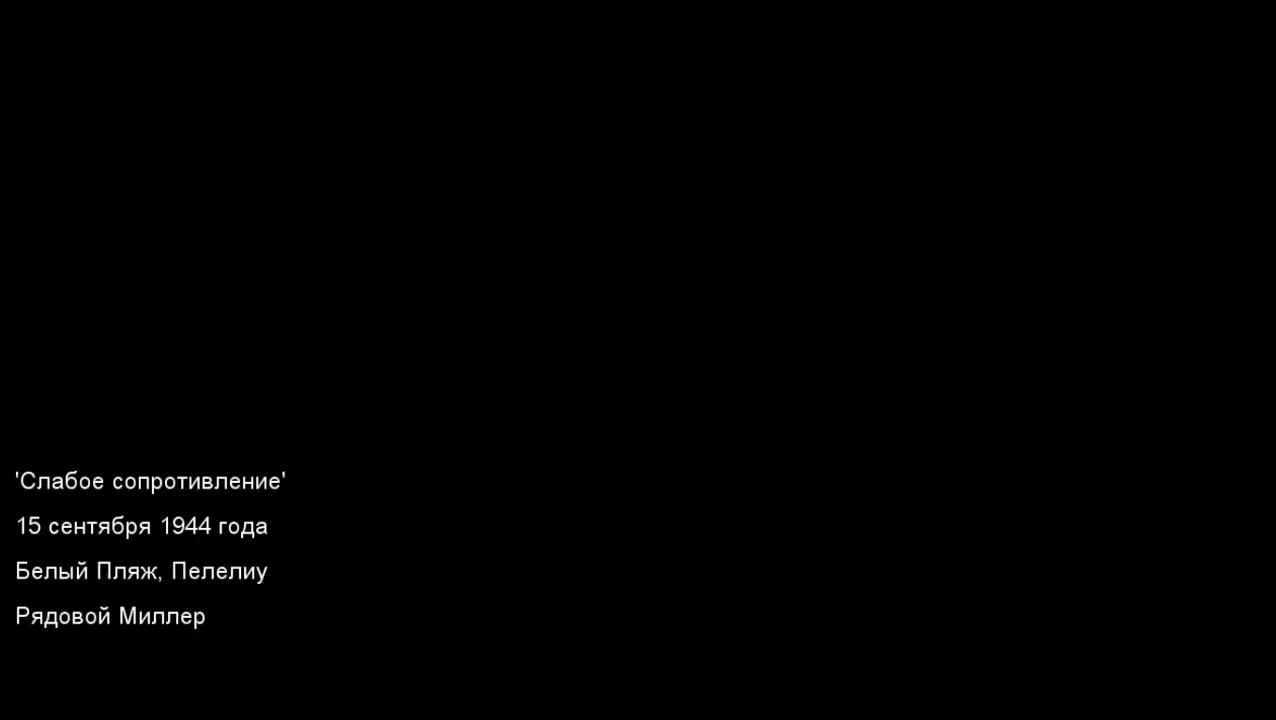 'Слабое сопротивление'
15 сентября 1944 года
Белый Пляж, Пелелиу
Рядовой Миллер